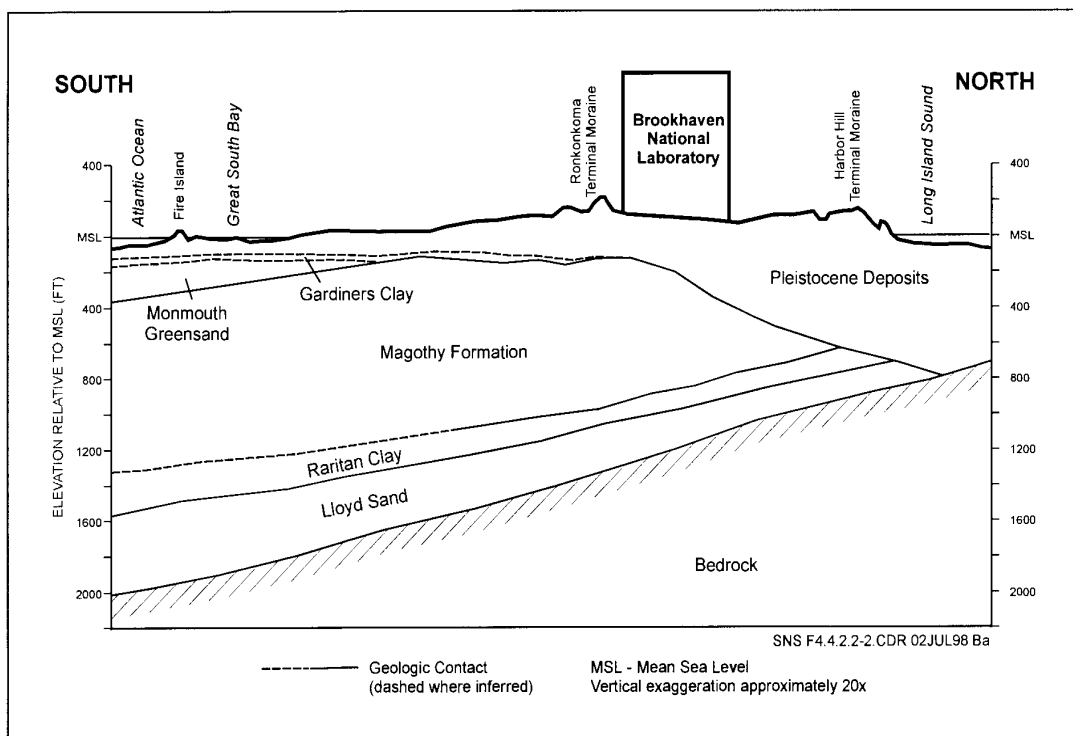 SOUTH
NORTH
Atlantic Ocean
Fire Island
Great South Bay
Ronkonkoma
Terminal Moraine
Brookhaven
National
Laboratory
Harbor Hill
Terminal Moraine
Long Island Sound
ELEVATION RELATIVE TO MSL (FT)
400
MSL
400
800
1200
1600
2000
400
MSL
400
800
1200
1600
2000
Gardiners Clay
Monmouth
Greensand
Pleistocene Deposits
Magothy Formation
Raritan Clay
Lloyd Sand
Bedrock
SNS F4.4.2.2-2.CDR 02JUL98 Ba
Geologic Contact
(dashed where inferred)
MSL - Mean Sea Level
Vertical exaggeration approximately 20x